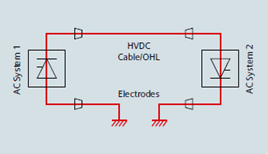 HVDC
Cable/OHL
AC System 1
AC System 2
Electrodes